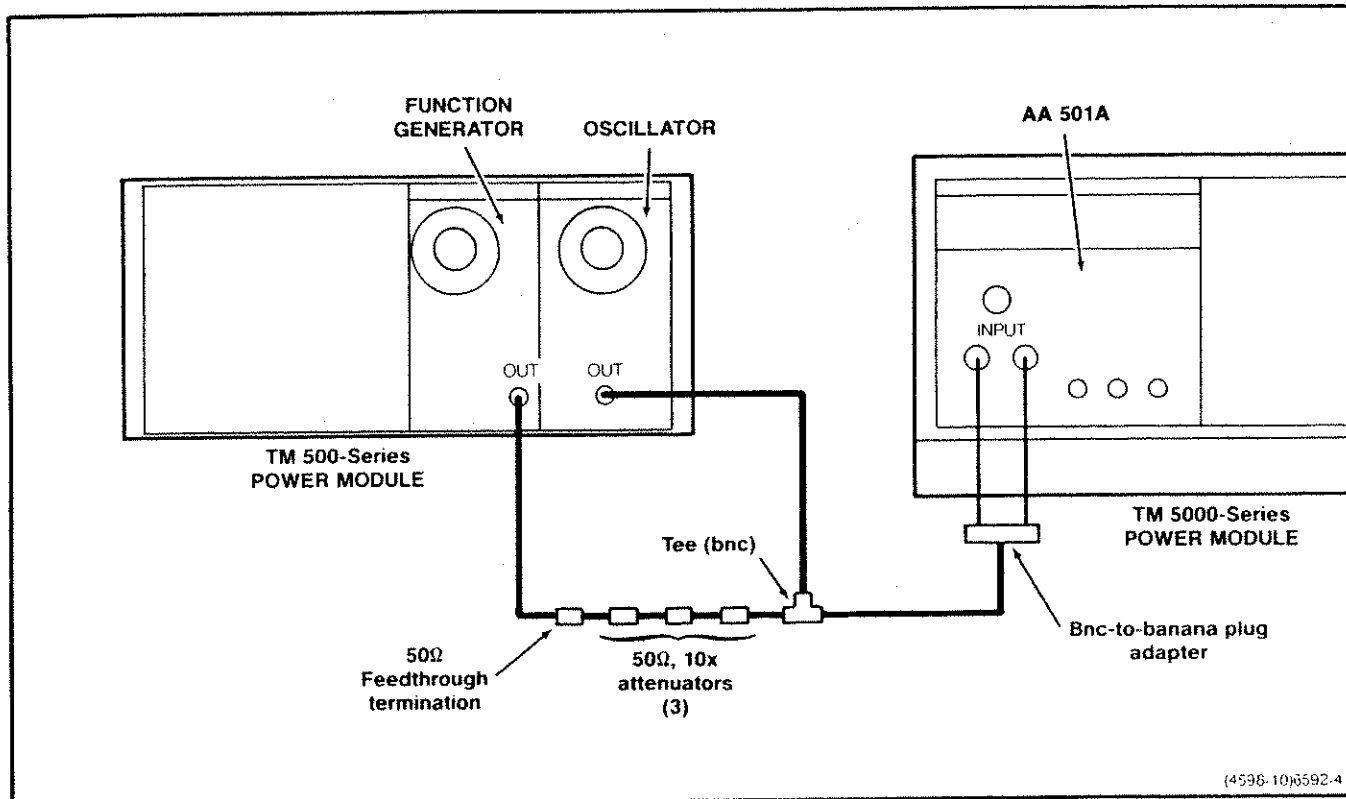 FUNCTION
GENERATOR
OSCILLATOR
AA 501A
INPUT
OUT
OUT
TM 500-Series
POWER MODULE
TM 5000-Series
POWER MODULE
Tee (bnc)
Bnc-to-banana plug
adapter
50Ω
Feedthrough
termination
50Ω, 10x
attenuators
(3)
(4598-10)6592-4